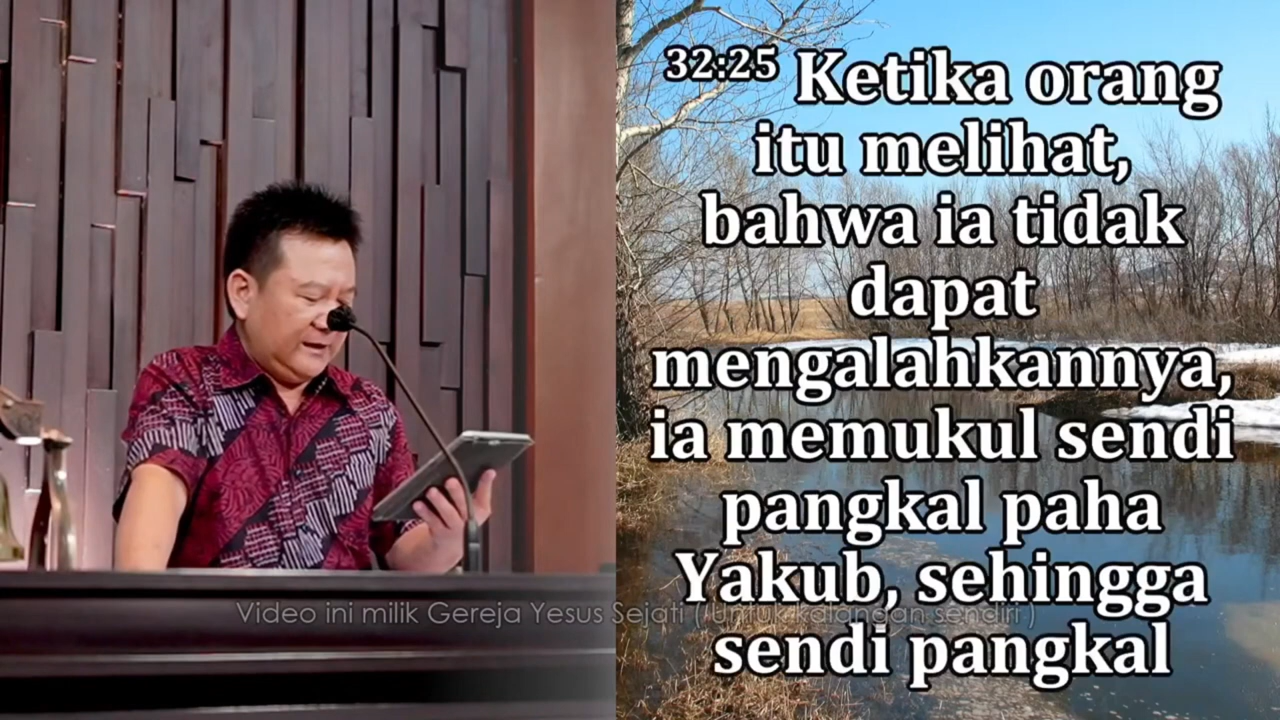 32:25 Ketika orang
itu melihat,
bahwa ia tidak
dapat
mengalahkannya,
ia memukul sendi
pangkal paha
Yakub, sehingga
sendi pangkal
Video ini milik Gereja Yesus Sejati ( Untuk kalangan sendiri )